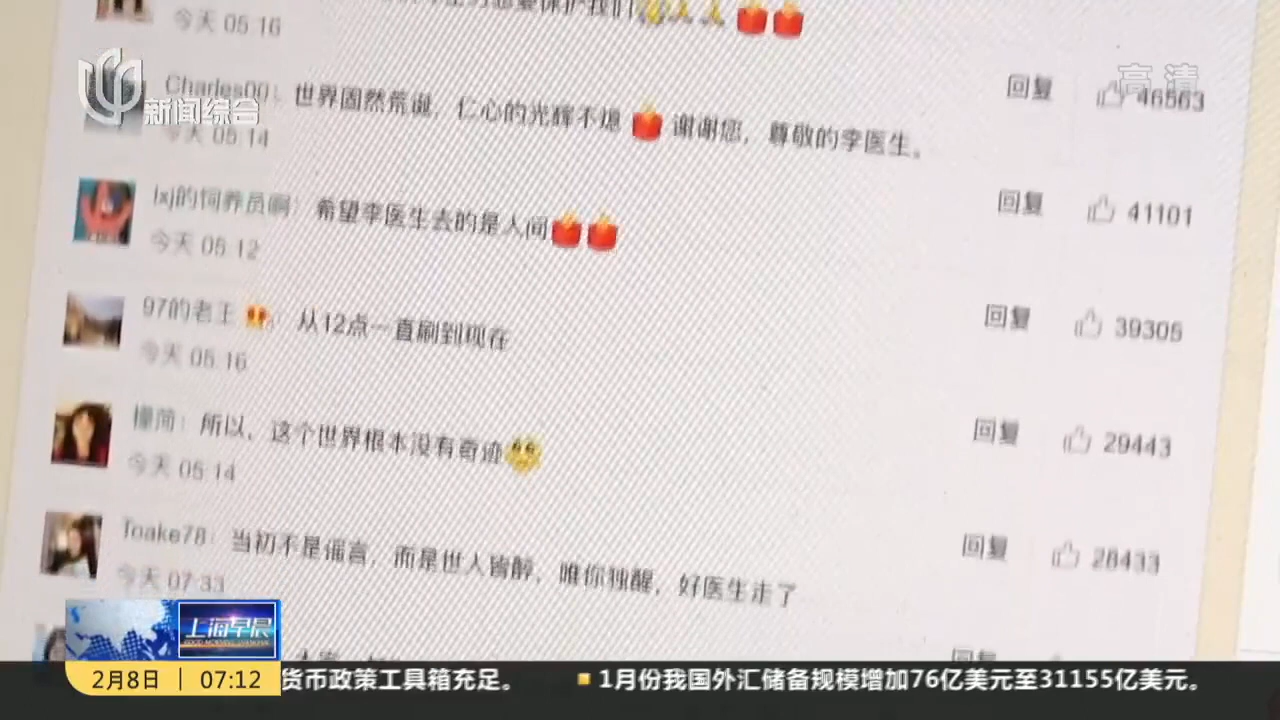 今天 05:16
Charles00: 世界固然荒诞，仁心的光辉不熄 谢谢您，尊敬的李医生。
回复 46563
高清
新闻综合
今天 05:14
lxj的饲养员啊: 希望李医生去的是人间
回复 41101
今天 05:12
97的老王 : 从12点一直刷到现在
回复 39305
今天 05:16
所以，这个世界根本没有奇迹
回复 29443
今天 05:14
Toake78: 当初不是谣言，而是世人皆醉，唯你独醒，好医生走了
回复 28433
今天 07:33
上海早晨
GOOD MORNING SHANGHAI
2月8日 | 07:12
货币政策工具箱充足。 ■ 1月份我国外汇储备规模增加76亿美元至31155亿美元。